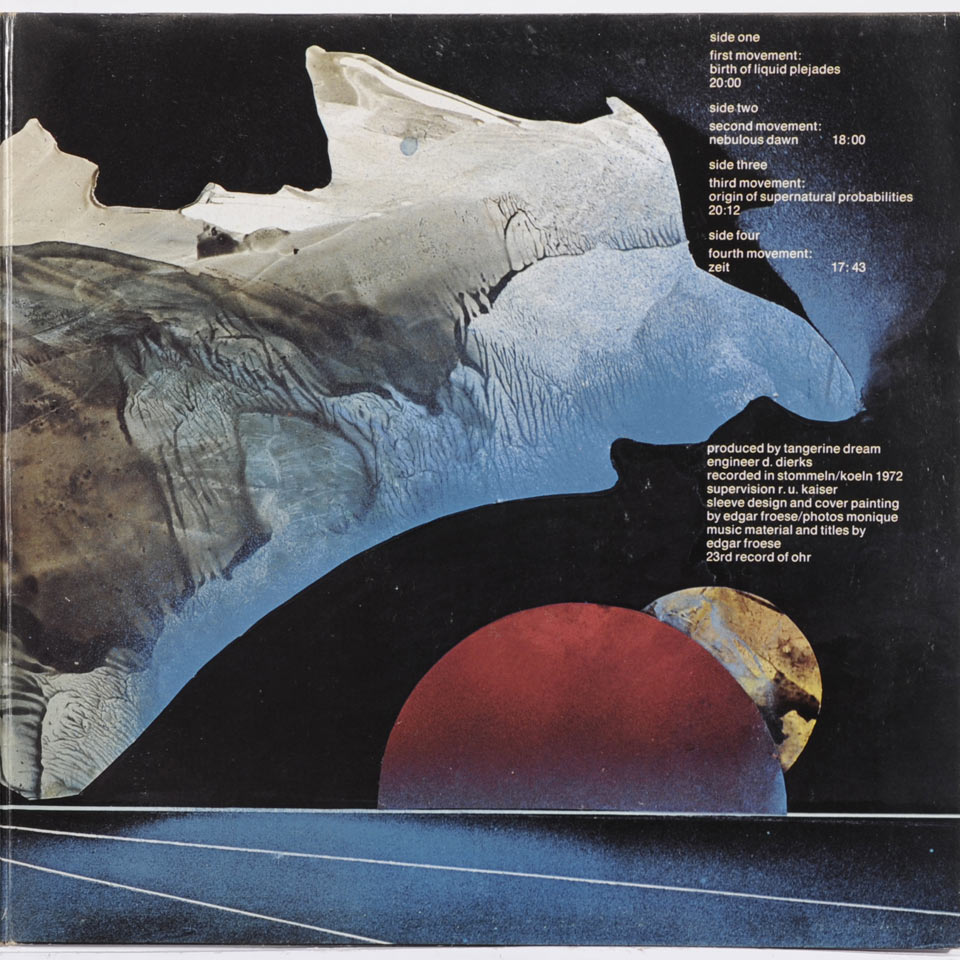 side one
first movement:
birth of liquid plejades
20:00
side two
second movement:
nebulous dawn 18:00
side three
third movement:
origin of supernatural probabilities
20:12
side four
fourth movement:
zeit 17:43
produced by tangerine dream
engineer d. dierks
recorded in stommeln/koeln 1972
supervision r. u. kaiser
sleeve design and cover painting
by edgar froese/photos monique
music material and titles by
edgar froese
23rd record of ohr